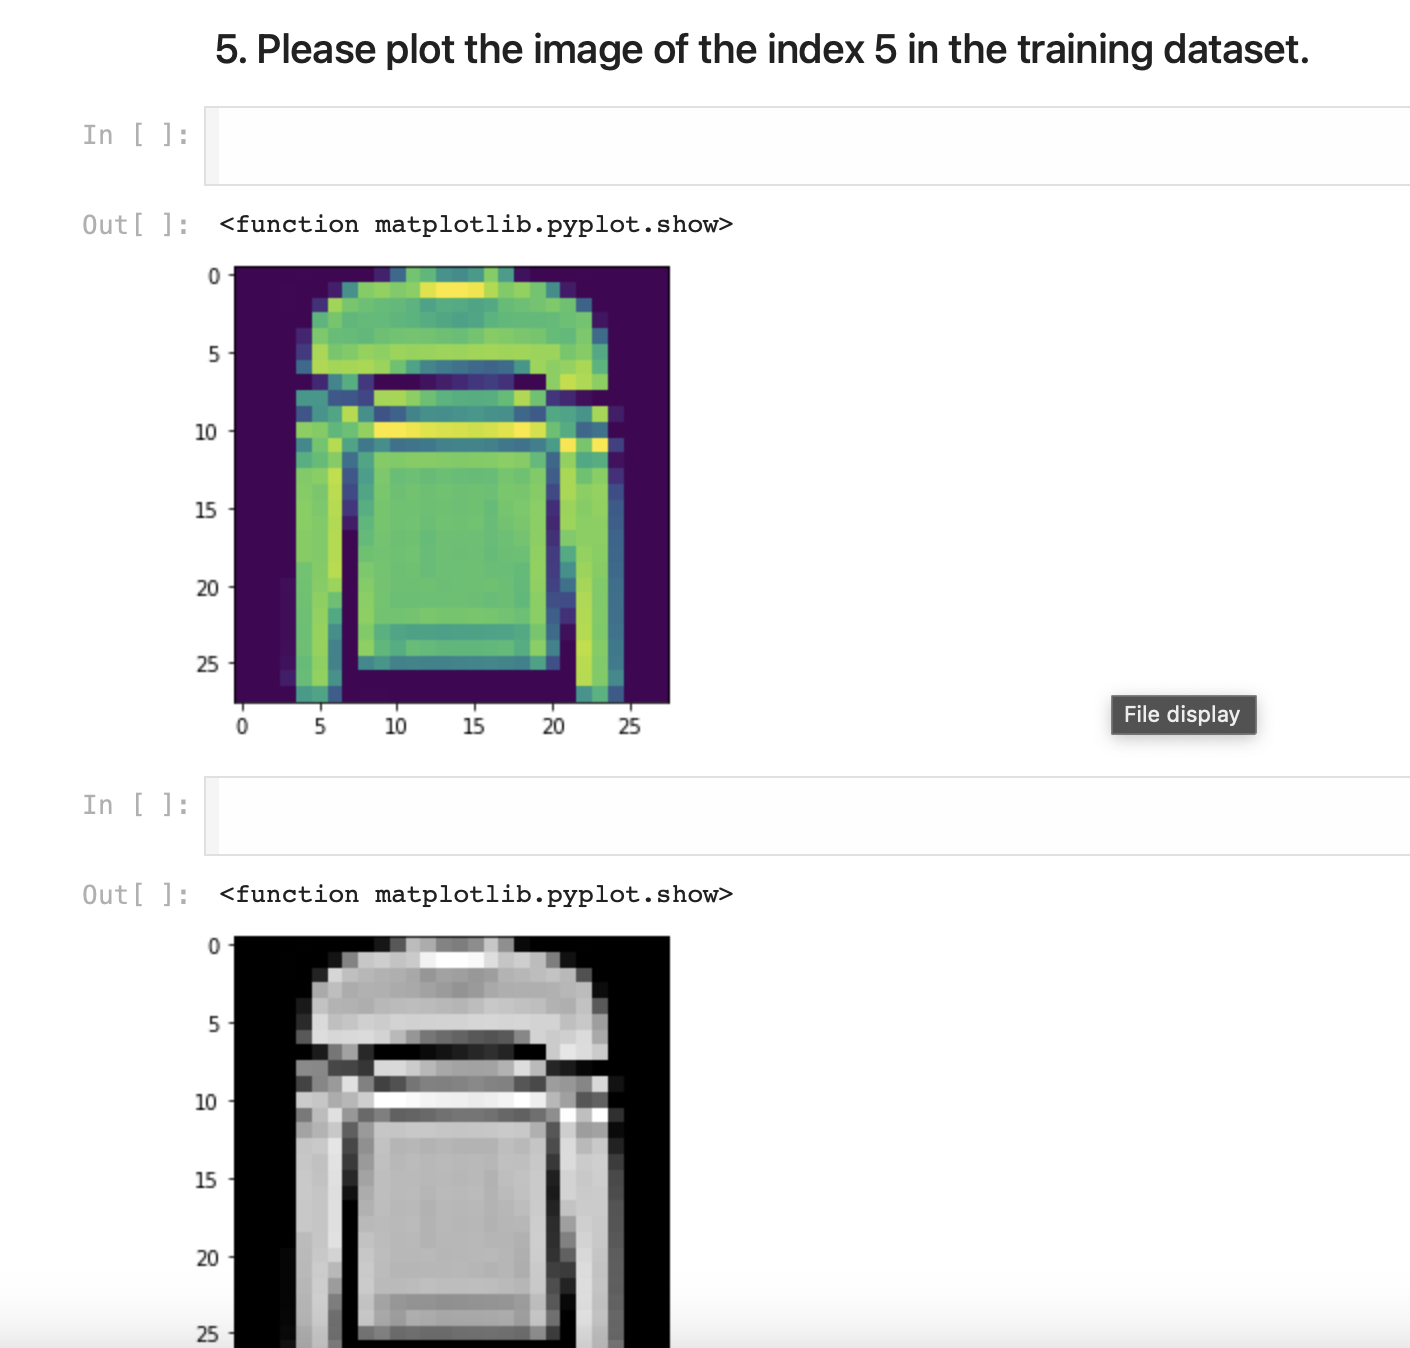 5. Please plot the image of the index 5 in the training dataset.
In [ ]:
Out[ ]: <function matplotlib.pyplot.show>
0
5
10
15
20
25
0 5 10 15 20 25
File display
In [ ]:
Out[ ]: <function matplotlib.pyplot.show>
0
5
10
15
20
25